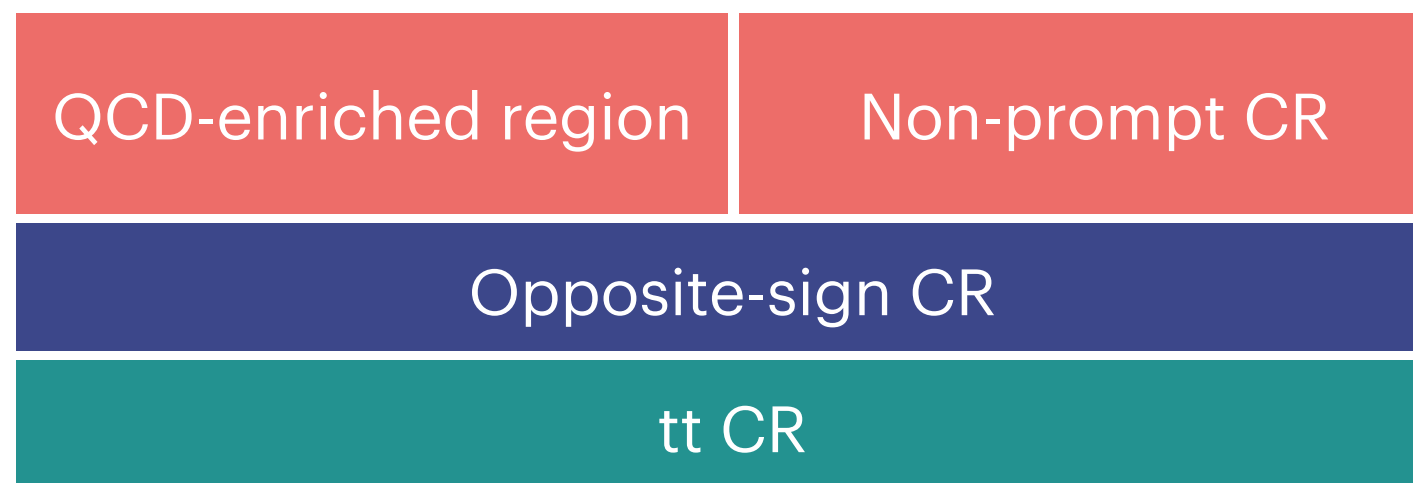 QCD-enriched region
Non-prompt CR
Opposite-sign CR
tt CR